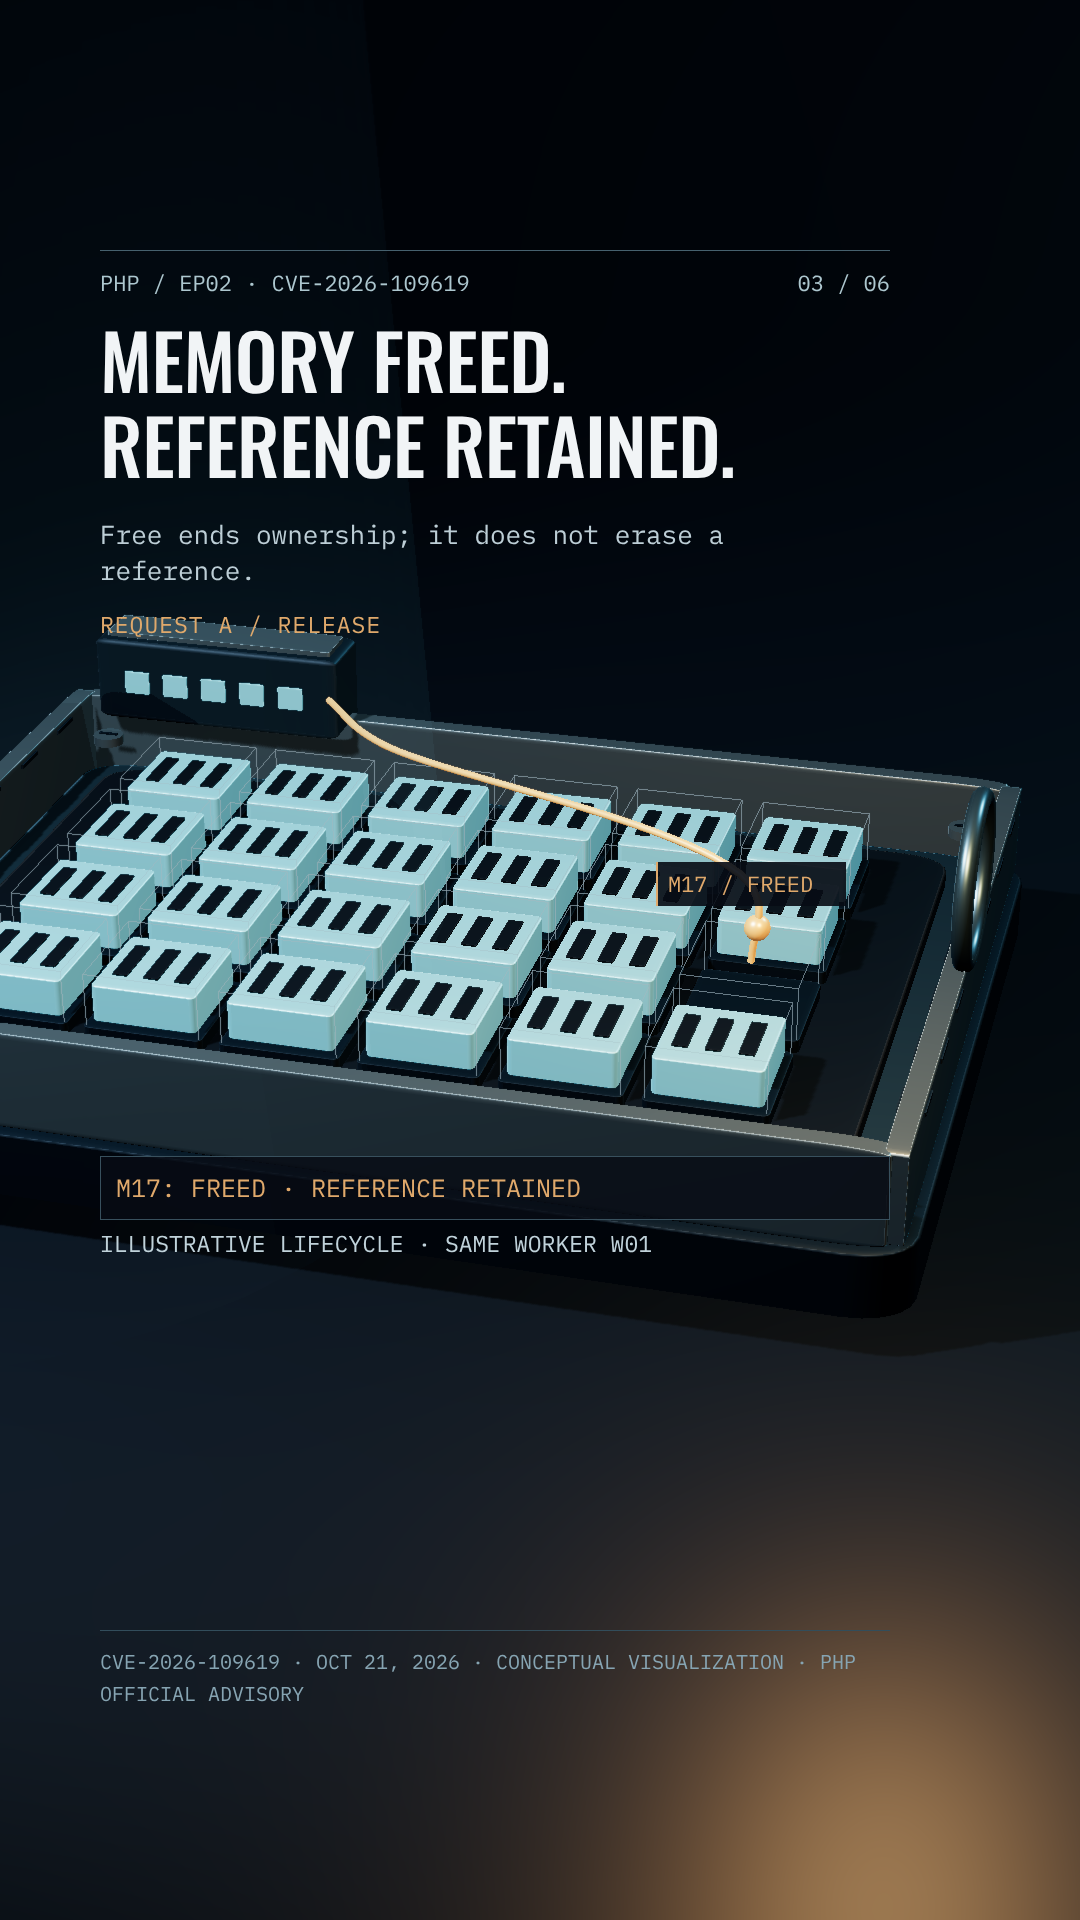 PHP / EP02 · CVE-2026-109619
03 / 06
MEMORY FREED.
REFERENCE RETAINED.
Free ends ownership; it does not erase a
reference.
REQUEST A / RELEASE
M17 / FREED
M17: FREED · REFERENCE RETAINED
ILLUSTRATIVE LIFECYCLE · SAME WORKER W01
CVE-2026-109619 · OCT 21, 2026 · CONCEPTUAL VISUALIZATION · PHP
OFFICIAL ADVISORY